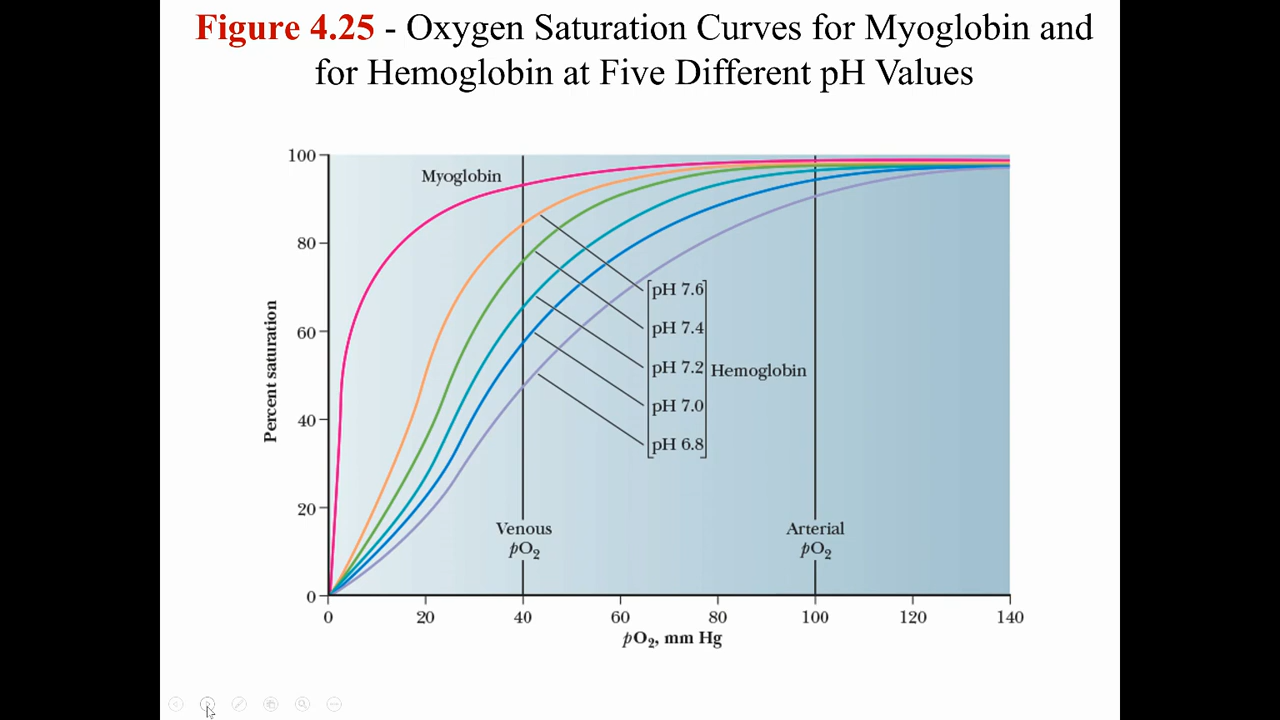 Figure 4.25 - Oxygen Saturation Curves for Myoglobin and
for Hemoglobin at Five Different pH Values
100
80
60
40
20
0
Percent saturation
Myoglobin
pH 7.6
pH 7.4
pH 7.2
pH 7.0
pH 6.8
Hemoglobin
Venous
pO₂
Arterial
pO₂
0 20 40 60 80 100 120 140
pO₂, mm Hg